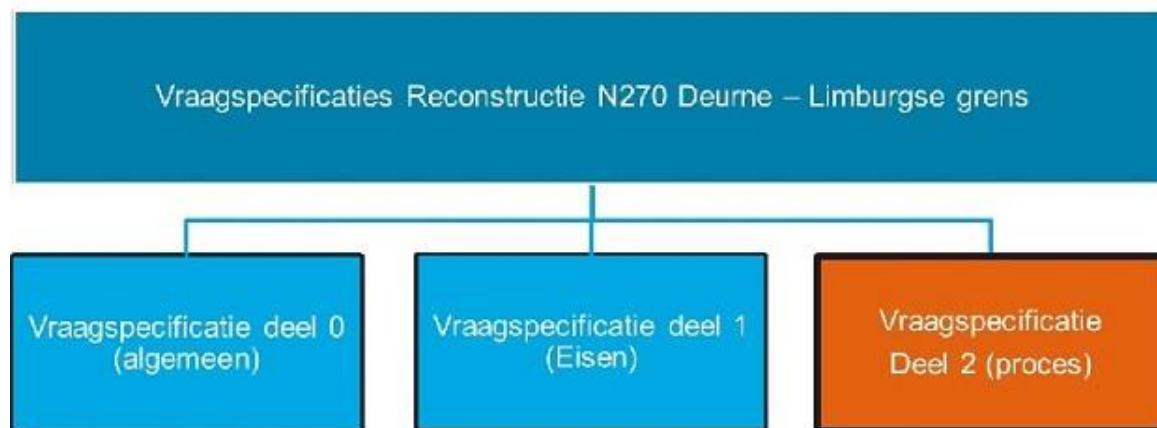 Vraagspecificaties Reconstructie N270 Deurne – Limburgse grens
Vraagspecificatie deel 0
(algemeen)
Vraagspecificatie deel 1
(Eisen)
Vraagspecificatie
Deel 2 (proces)